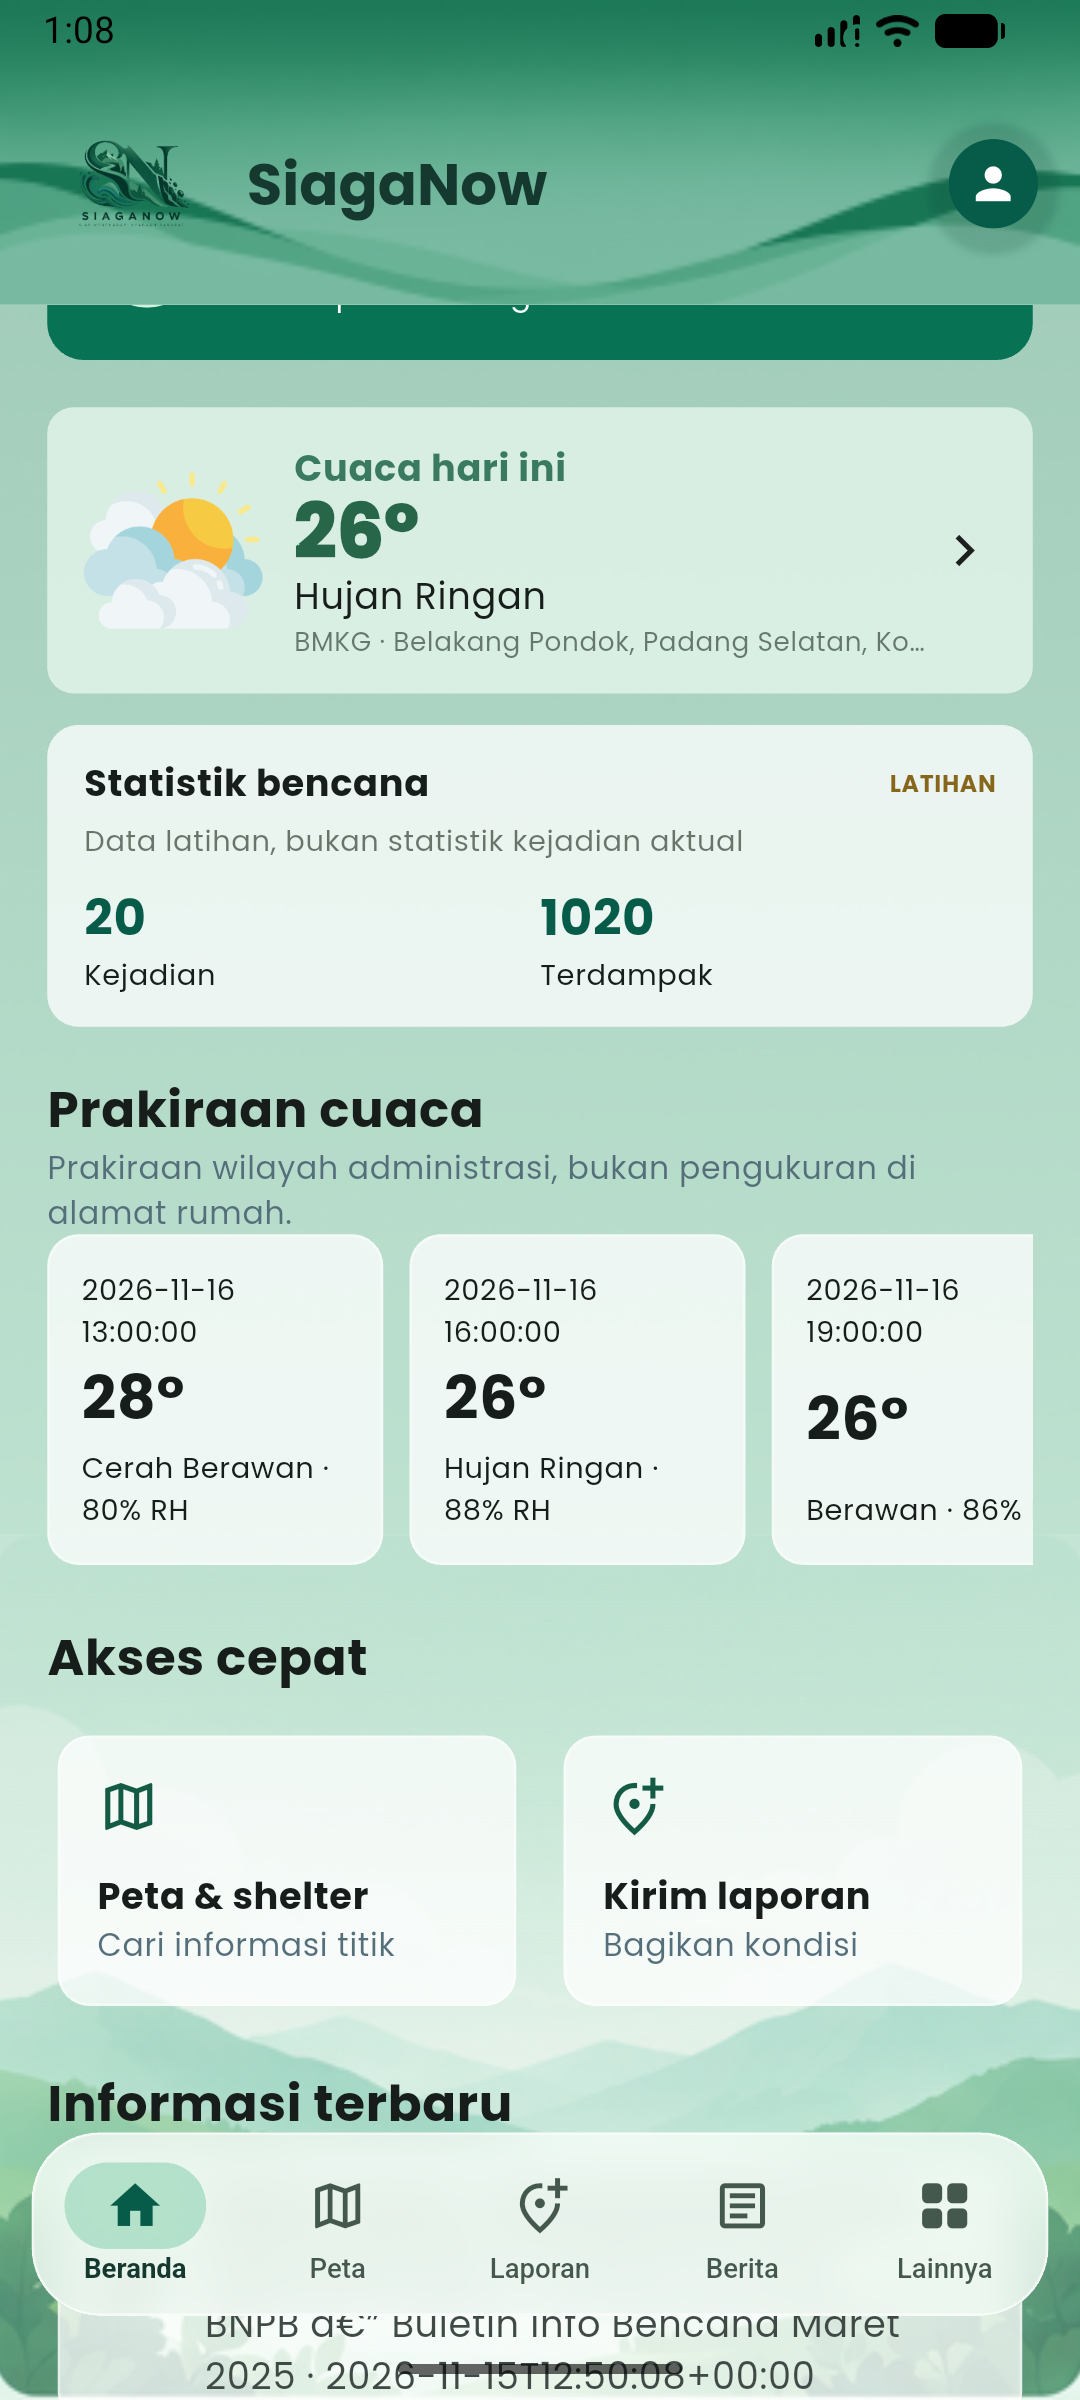 1:08
SIAGANOW
SiagaNow
Cuaca hari ini
26°
Hujan Ringan
BMKG · Belakang Pondok, Padang Selatan, Ko...
Statistik bencana
LATIHAN
Data latihan, bukan statistik kejadian aktual
20
1020
Kejadian
Terdampak
Prakiraan cuaca
Prakiraan wilayah administrasi, bukan pengukuran di
alamat rumah.
2026-11-16
13:00:00
28°
Cerah Berawan ·
80% RH
2026-11-16
16:00:00
26°
Hujan Ringan ·
88% RH
2026-11-16
19:00:00
26°
Berawan · 86%
Akses cepat
Peta & shelter
Cari informasi titik
Kirim laporan
Bagikan kondisi
Informasi terbaru
Beranda
Peta
Laporan
Berita
Lainnya
BNPB â€” Buletin Info Bencana Maret
2025 · 2026-11-15T12:50:08+00:00